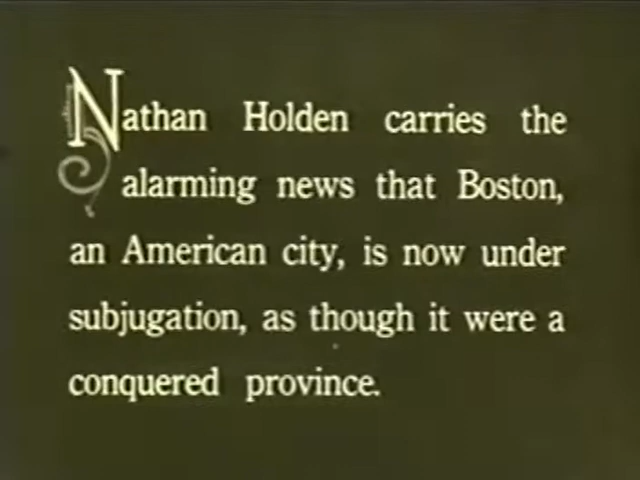 Nathan Holden carries the
alarming news that Boston,
an American city, is now under
subjugation, as though it were a
conquered province.